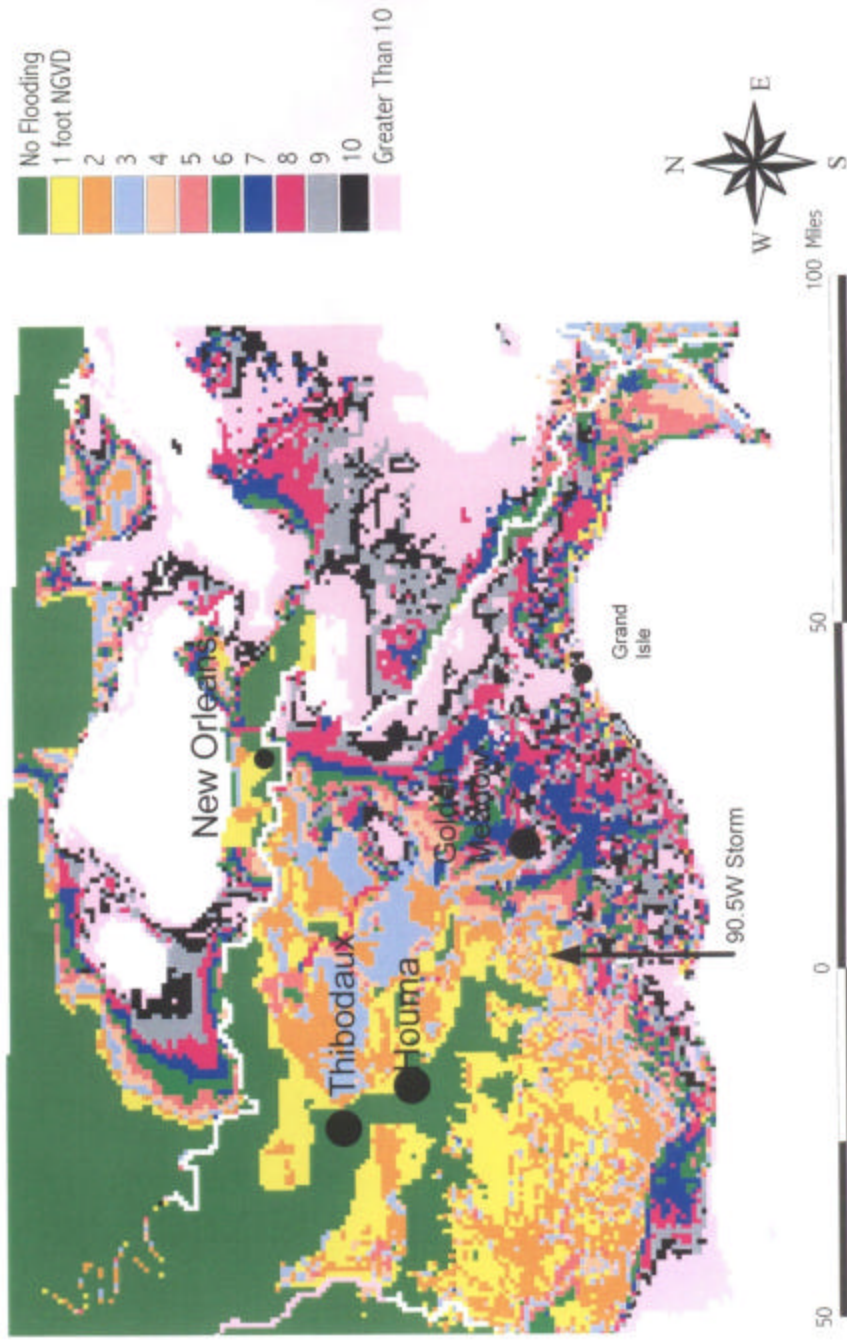 No Flooding
1 foot NGVD
2
3
4
5
6
7
8
9
10
Greater Than 10
New Orleans
Thibodaux
Houma
Golden
Meadow
Grand
Isle
90.5W Storm
N
W
E
S
50
0
50
100 Miles